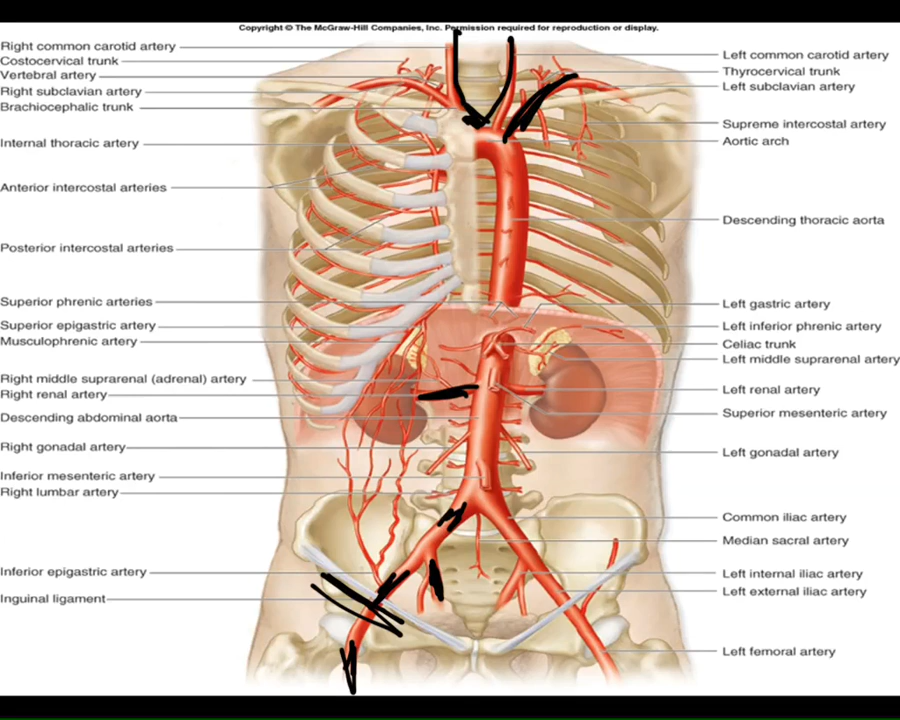 Copyright © The McGraw-Hill Companies, Inc. Permission required for reproduction or display.
Right common carotid artery
Costocervical trunk
Vertebral artery
Right subclavian artery
Brachiocephalic trunk
Internal thoracic artery
Anterior intercostal arteries
Posterior intercostal arteries
Superior phrenic arteries
Superior epigastric artery
Musculophrenic artery
Right middle suprarenal (adrenal) artery
Right renal artery
Descending abdominal aorta
Right gonadal artery
Inferior mesenteric artery
Right lumbar artery
Inferior epigastric artery
Inguinal ligament
Left common carotid artery
Thyrocervical trunk
Left subclavian artery
Supreme intercostal artery
Aortic arch
Descending thoracic aorta
Left gastric artery
Left inferior phrenic artery
Celiac trunk
Left middle suprarenal artery
Left renal artery
Superior mesenteric artery
Left gonadal artery
Common iliac artery
Median sacral artery
Left internal iliac artery
Left external iliac artery
Left femoral artery